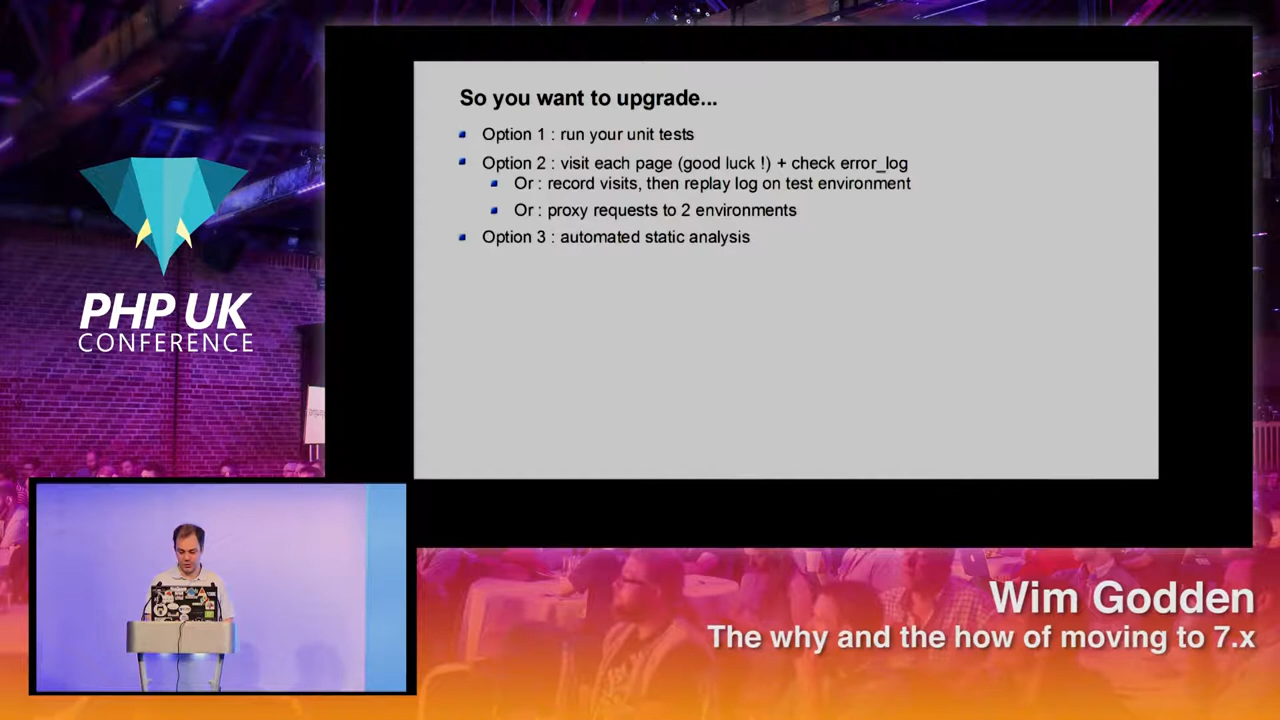 So you want to upgrade...
Option 1 : run your unit tests
Option 2 : visit each page (good luck !) + check error_log
Or : record visits, then replay log on test environment
Or : proxy requests to 2 environments
Option 3 : automated static analysis
PHP UK
CONFERENCE
Wim Godden
The why and the how of moving to 7.x